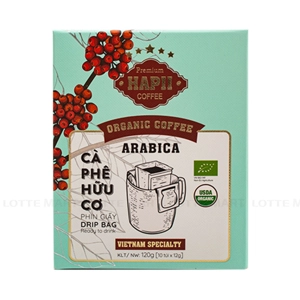 Premium
HAPII
COFFEE
ORGANIC COFFEE
ARABICA
CÀ
PHÊ
HỮU
CƠ
PHIN GIẤY
DRIP BAG
Ready to drink
USDA
ORGANIC
VIETNAM SPECIALTY
KLT/ NW: 120g [10 túi x 12g]